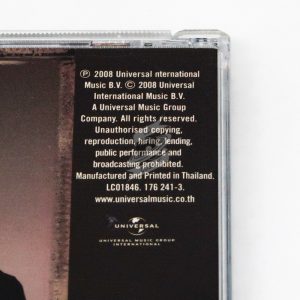 ℗ 2008 Universal nternational
Music B.V. © 2008 Universal
International Music B.V.
A Universal Music Group
Company. All rights reserved.
Unauthorised copying,
reproduction, hiring, lending,
public performance and
broadcasting prohibited.
Manufactured and Printed in Thailand.
LC01846. 176 241-3.
www.universalmusic.co.th
UNIVERSAL
UNIVERSAL MUSIC GROUP
INTERNATIONAL